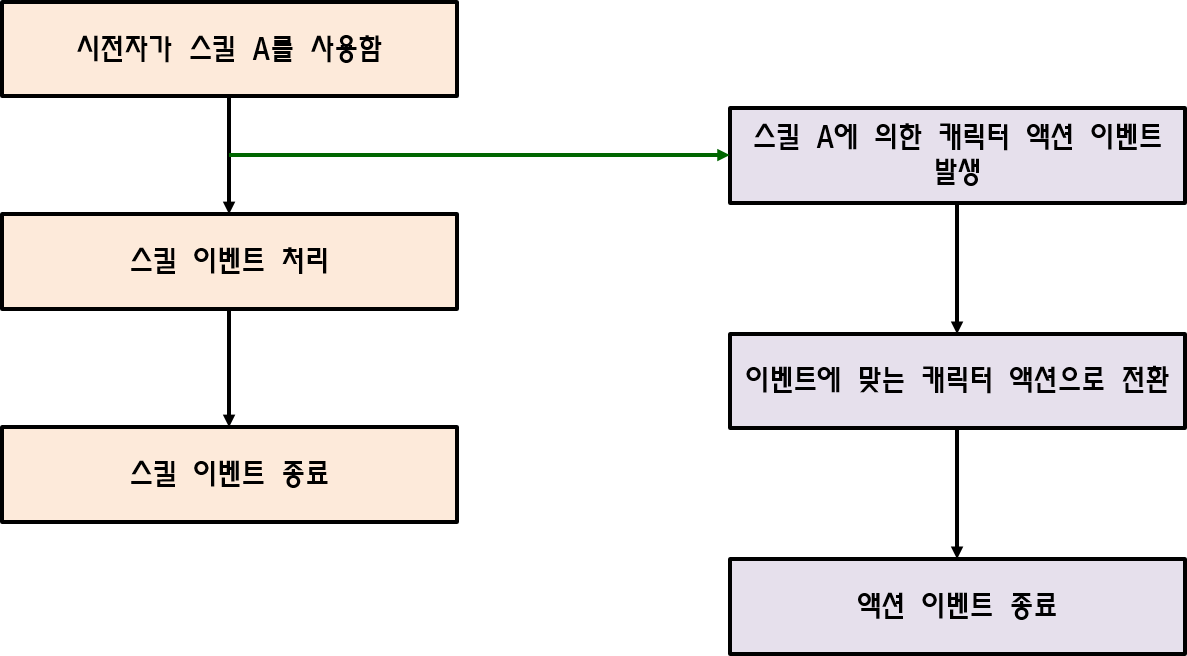 시전자가 스킬 A를 사용함
스킬 A에 의한 캐릭터 액션 이벤트
발생
스킬 이벤트 처리
이벤트에 맞는 캐릭터 액션으로 전환
스킬 이벤트 종료
액션 이벤트 종료